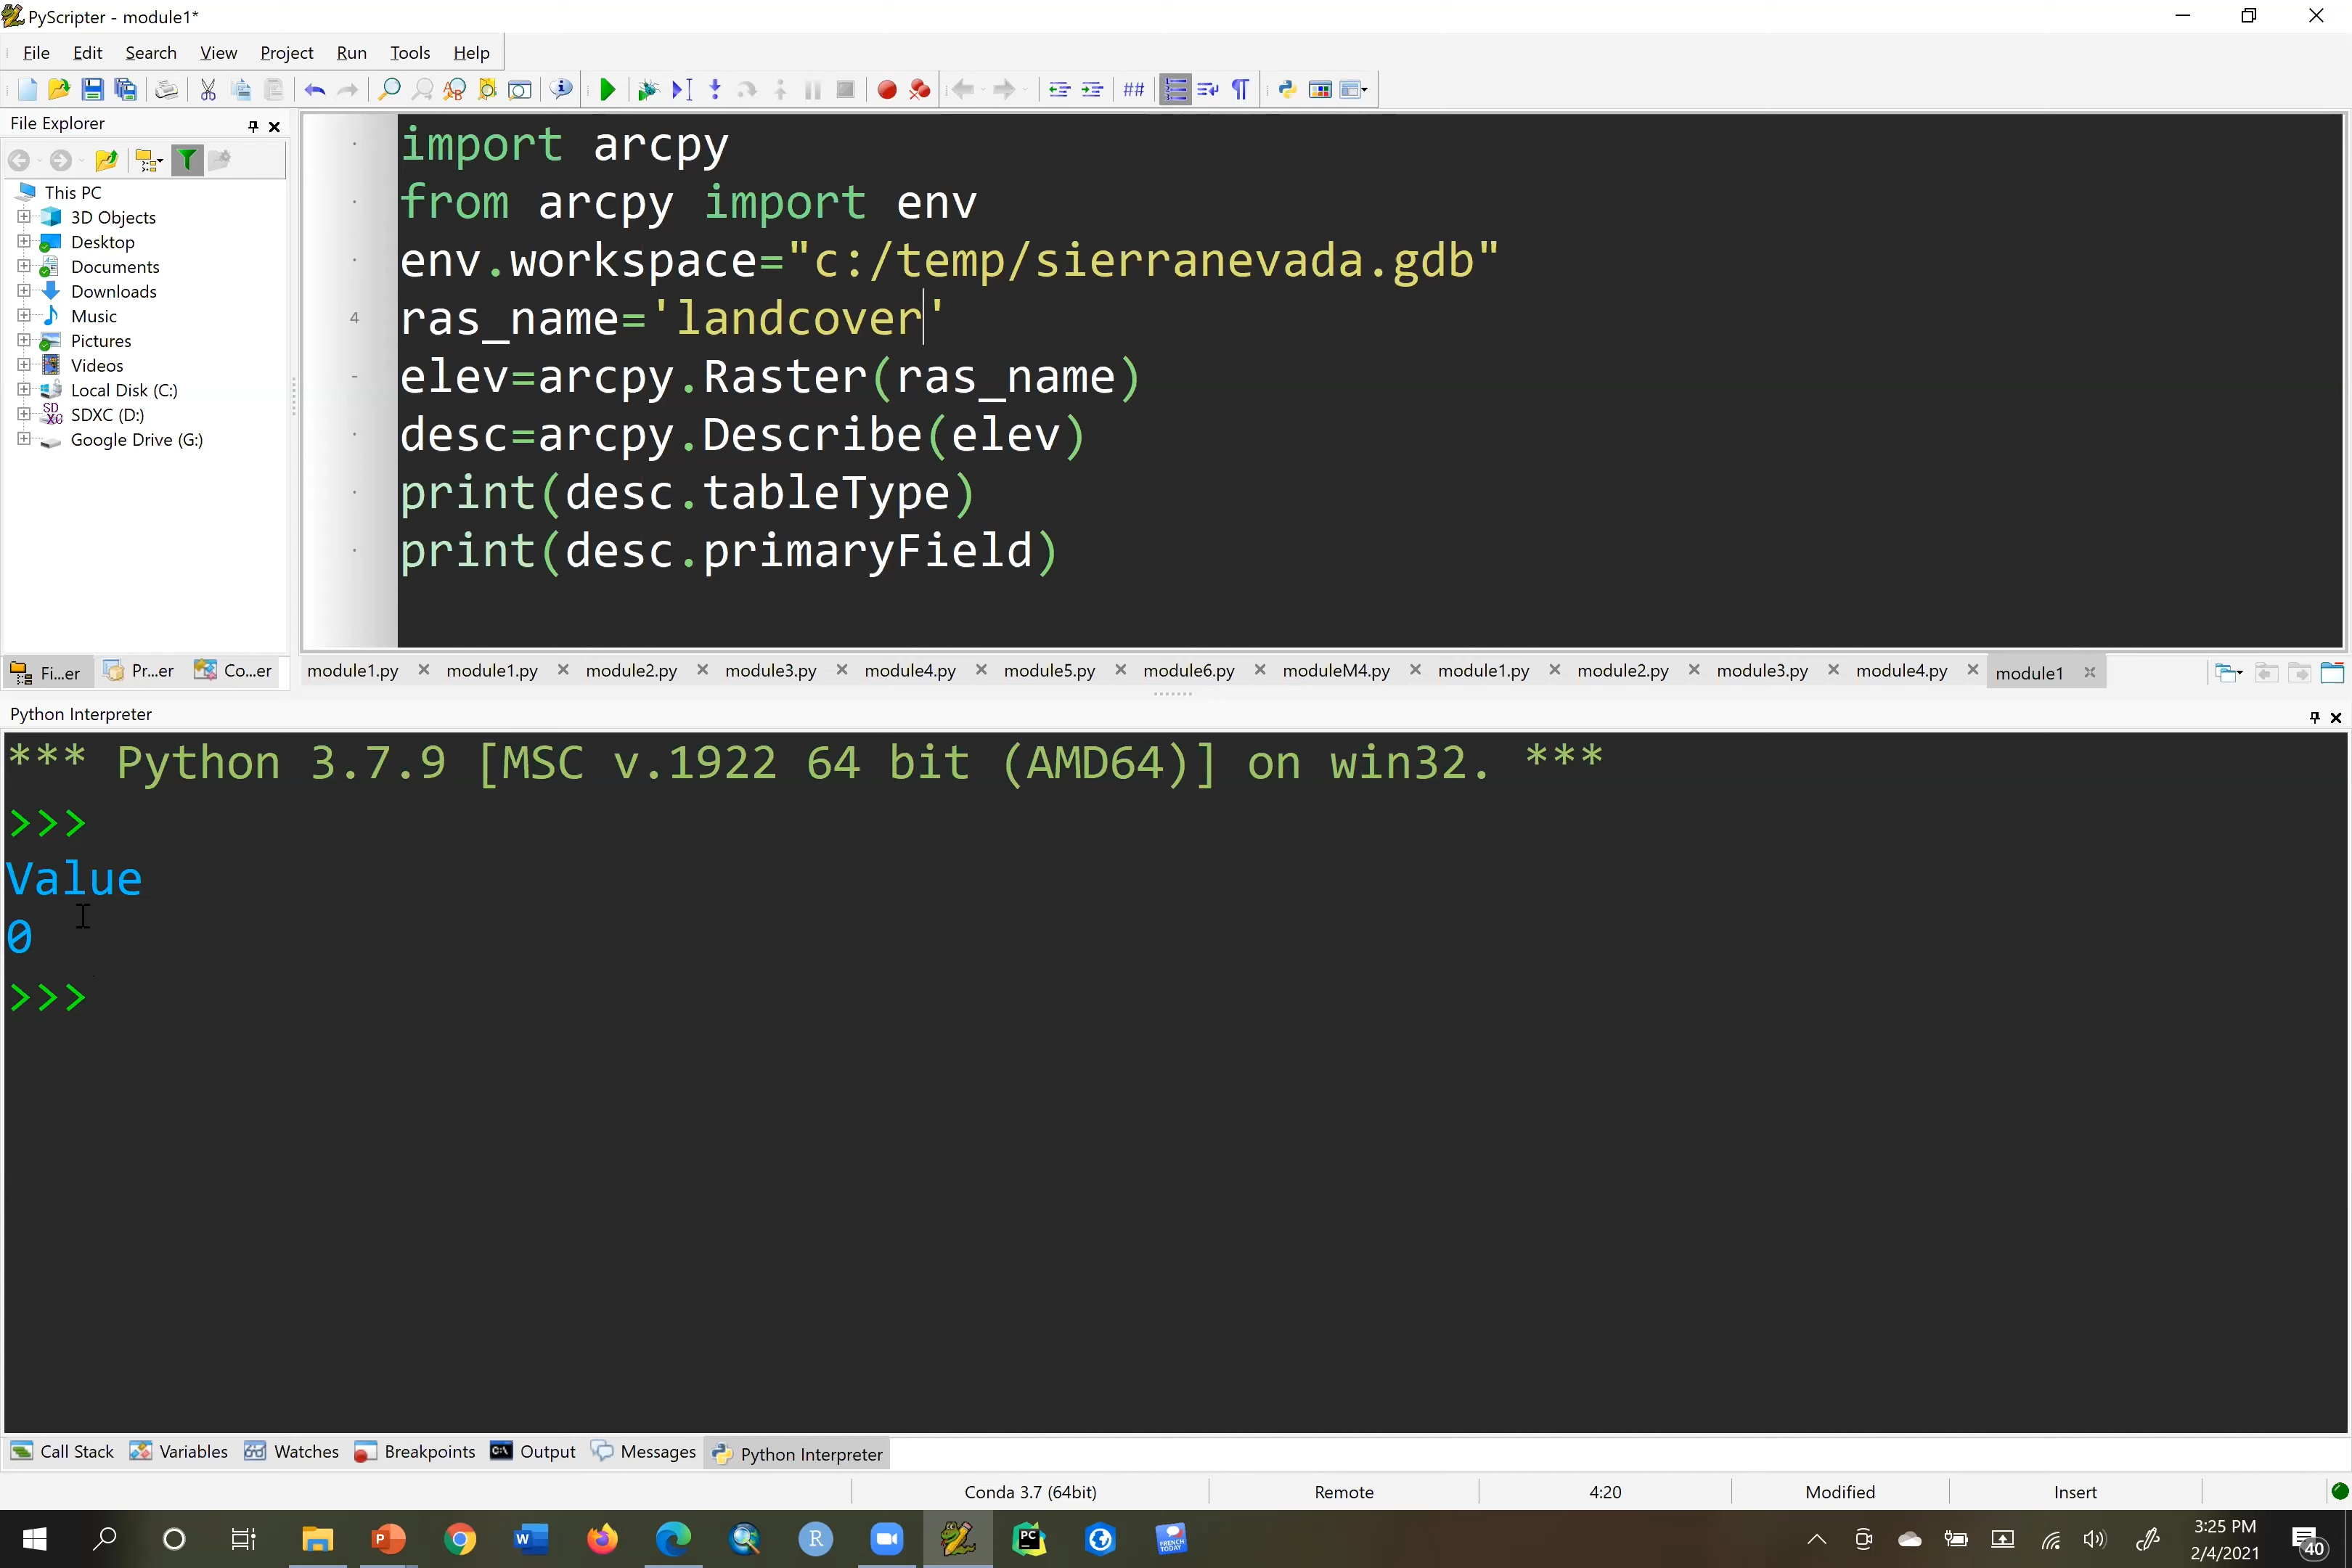 PyScripter - module1*
File Edit Search View Project Run Tools Help
File Explorer
This PC
3D Objects
Desktop
Documents
Downloads
Music
Pictures
Videos
Local Disk (C:)
SDXC (D:)
Google Drive (G:)
Fi...er Pr...er Co...er
import arcpy
from arcpy import env
env.workspace="c:/temp/sierranevada.gdb"
4 ras_name='landcover'
elev=arcpy.Raster(ras_name)
desc=arcpy.Describe(elev)
print(desc.tableType)
print(desc.primaryField)
module1.py module1.py module2.py module3.py module4.py module5.py module6.py moduleM4.py module1.py module2.py module3.py module4.py module1
Python Interpreter
*** Python 3.7.9 [MSC v.1922 64 bit (AMD64)] on win32. ***
>>>
Value
0
>>>
Call Stack Variables Watches Breakpoints Output Messages Python Interpreter
Conda 3.7 (64bit) Remote 4:20 Modified Insert
3:25 PM
2/4/2021
40